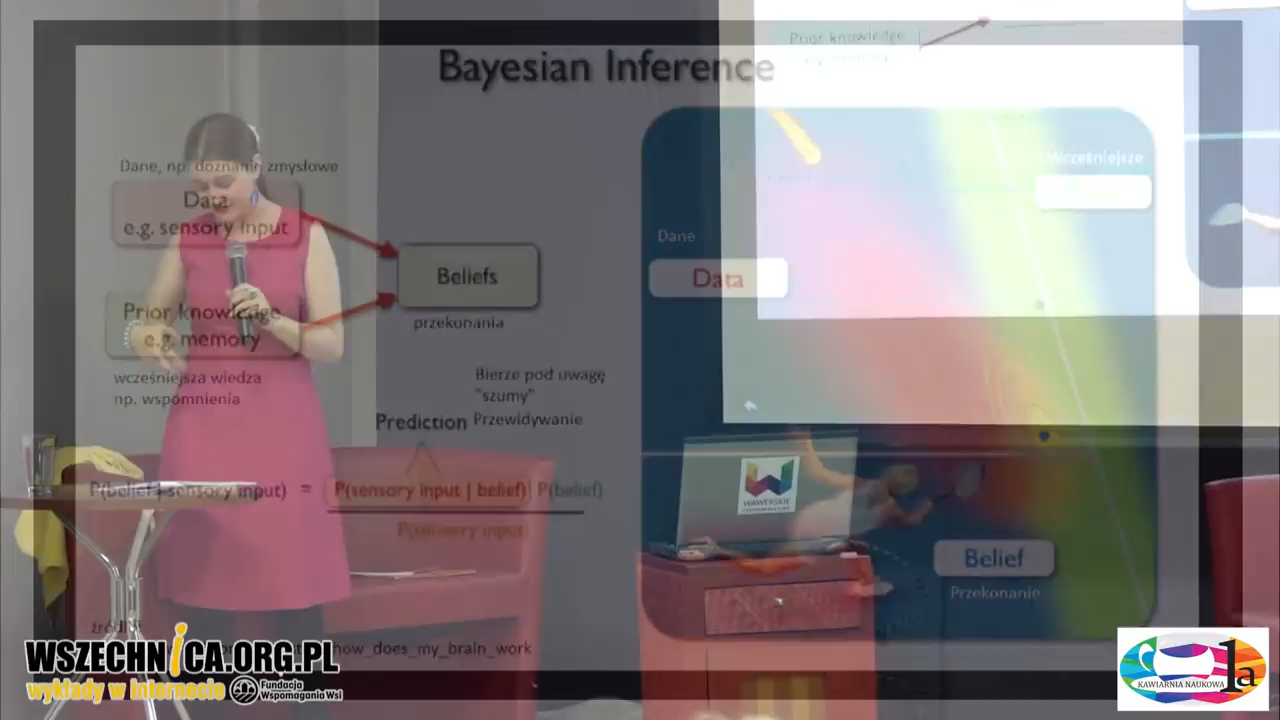 Bayesian Inference
Prior knowledge
Dane, np. doznanie zmysłowe
Data
e.g. sensory input
Prior knowledge
e.g. memory
wcześniejsza wiedza
np. wspomnienia
Beliefs
przekonania
Bierze pod uwagę
"szumy"
Prediction Przewidywanie
P(belief | sensory input) = P(sensory input | belief) P(belief)
P(sensory input)
Wcześniejsze
Dane
Data
Belief
Przekonanie
WAWERSKIE
how_does_my_brain_work
WSZECHNiCA.ORG.PL
wykłady w internecie
Fundacja
Wspomagania Wsi
KAWIARNIA NAUKOWA 1a